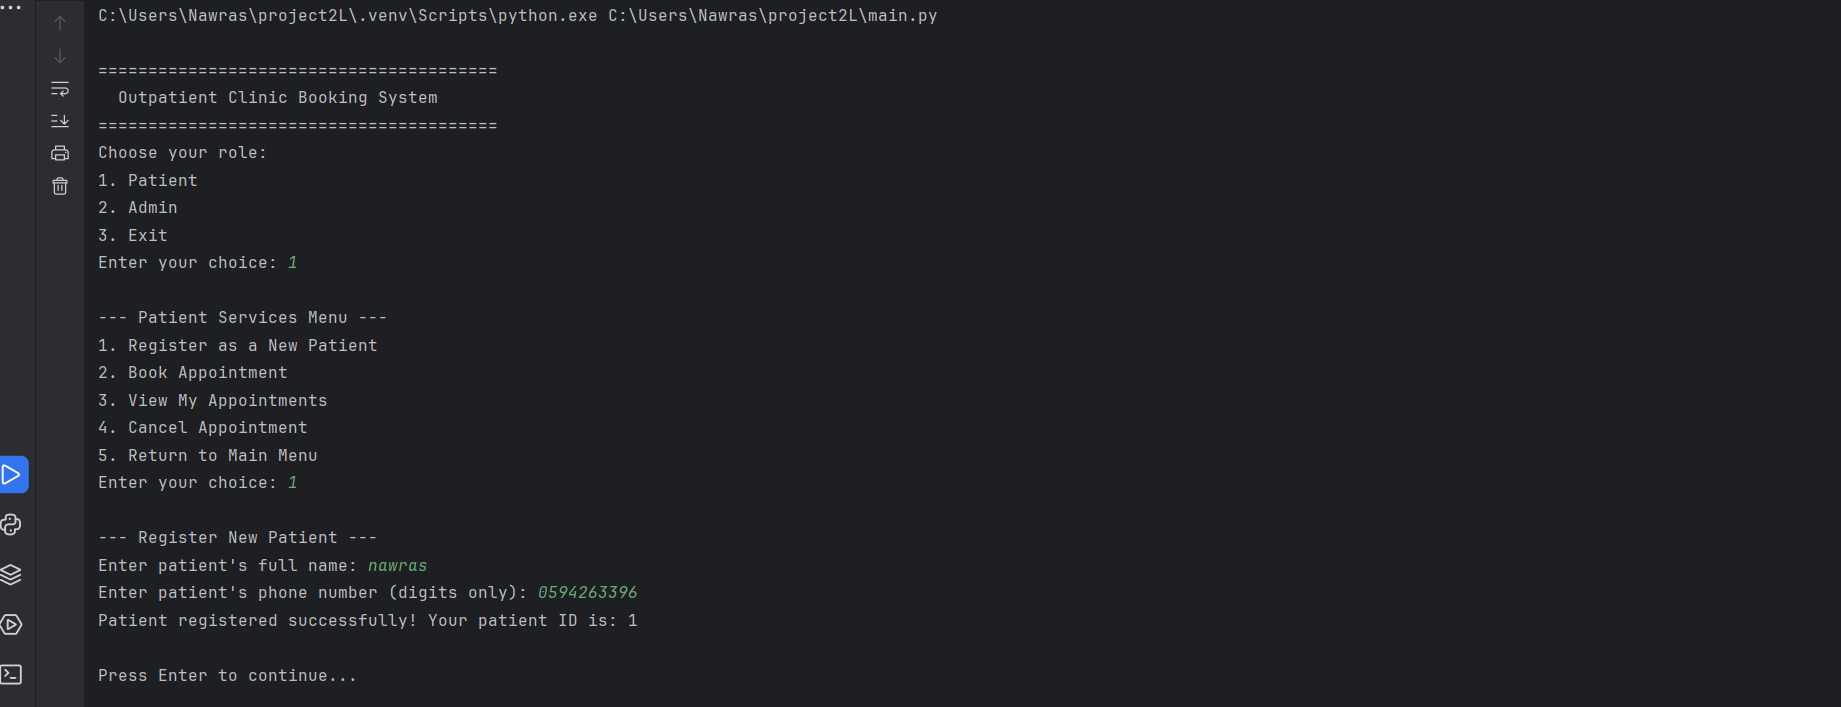 C:\Users\Nawras\project2L\.venv\Scripts\python.exe C:\Users\Nawras\project2L\main.py
========================================
Outpatient Clinic Booking System
========================================
Choose your role:
1. Patient
2. Admin
3. Exit
Enter your choice: 1
--- Patient Services Menu ---
1. Register as a New Patient
2. Book Appointment
3. View My Appointments
4. Cancel Appointment
5. Return to Main Menu
Enter your choice: 1
--- Register New Patient ---
Enter patient's full name: nawras
Enter patient's phone number (digits only): 0594263396
Patient registered successfully! Your patient ID is: 1
Press Enter to continue...